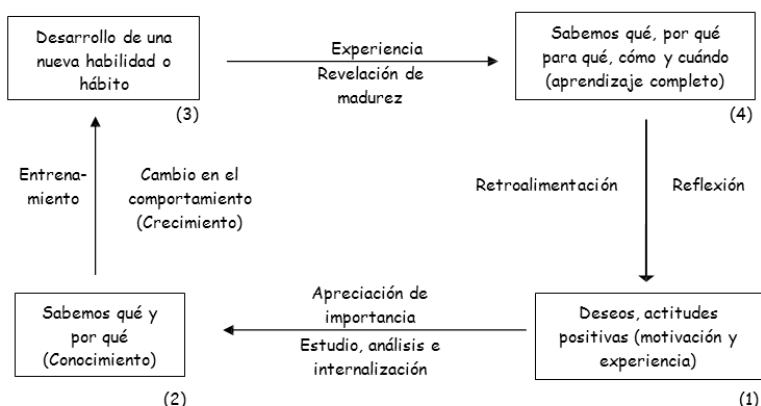 Desarrollo de una
nueva habilidad o
hábito
(3)
Experiencia
Revelación de
madurez
Sabemos qué, por qué
para qué, cómo y cuándo
(aprendizaje completo)
(4)
Entrena-
miento
Cambio en el
comportamiento
(Crecimiento)
Retroalimentación
Reflexión
Sabemos qué y
por qué
(Conocimiento)
(2)
Apreciación de
importancia
Estudio, análisis e
internalización
Deseos, actitudes
positivas (motivación y
experiencia)
(1)